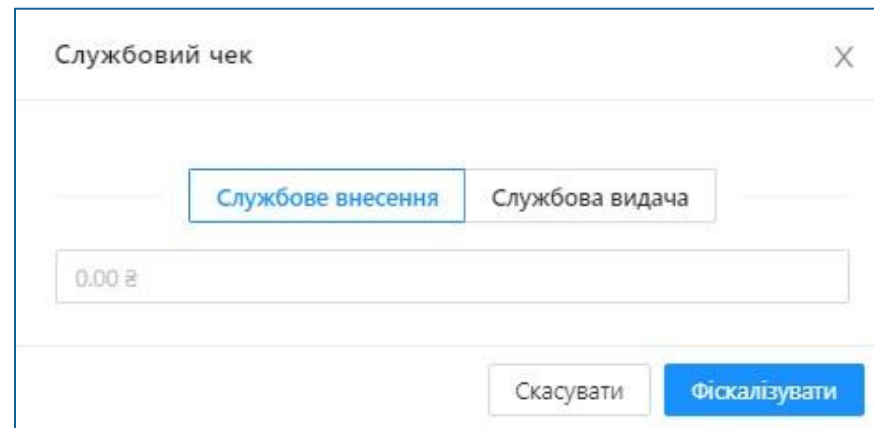 Службовий чек X
Службове внесення Службова видача
0.00 ₴
Скасувати Фіскалізувати